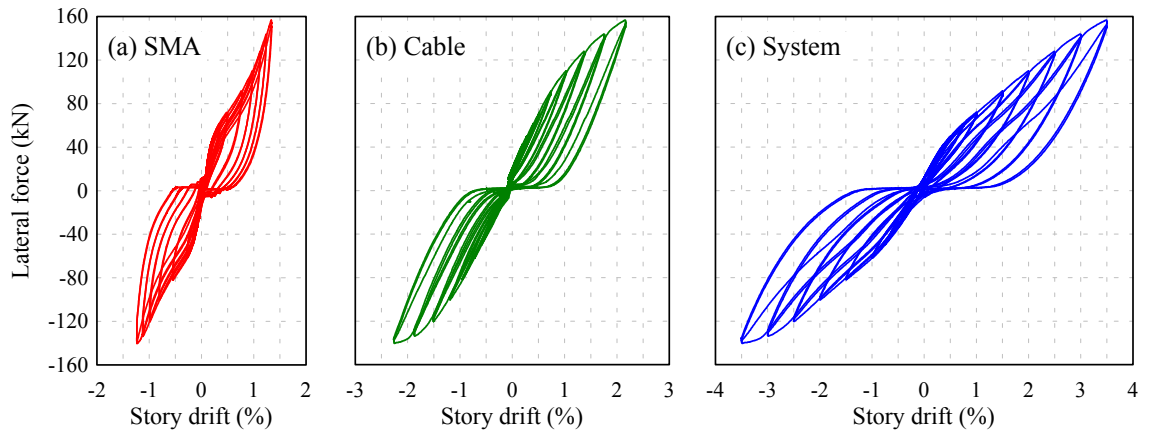 160
120
80
40
0
-40
-80
-120
-160
Lateral force (kN)
(a) SMA
-2 -1 0 1 2
Story drift (%)
(b) Cable
-3 -2 -1 0 1 2 3
Story drift (%)
(c) System
-4 -3 -2 -1 0 1 2 3 4
Story drift (%)